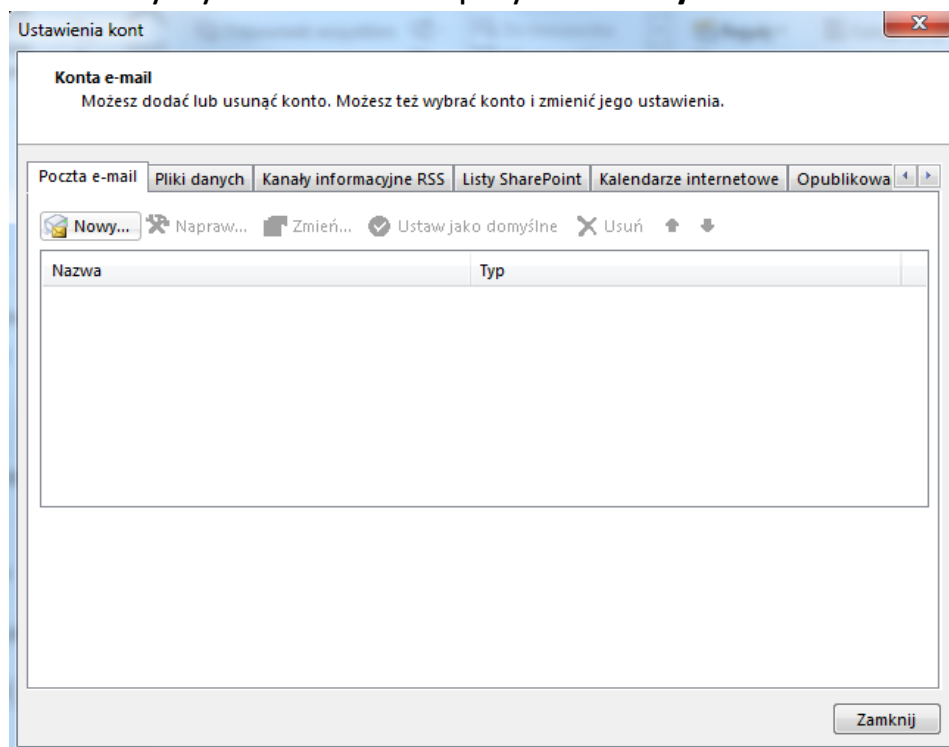 Ustawienia kont
Konta e-mail
Możesz dodać lub usunąć konto. Możesz też wybrać konto i zmienić jego ustawienia.
Poczta e-mail Pliki danych Kanały informacyjne RSS Listy SharePoint Kalendarze internetowe Opublikowa
Nowy... Napraw... Zmień... Ustaw jako domyślne Usuń
Nazwa Typ
Zamknij